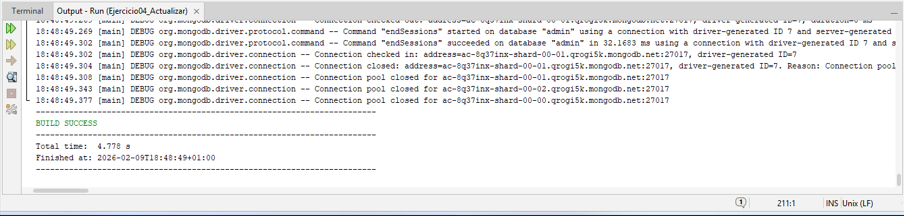 Terminal Output - Run (Ejercicio04_Actualizar)
18:48:49.269 [main] DEBUG org.mongodb.driver.protocol.command -- Command "endSessions" started on database "admin" using a connection with driver-generated ID 7 and server-generated
18:48:49.302 [main] DEBUG org.mongodb.driver.protocol.command -- Command "endSessions" succeeded on database "admin" in 32.1683 ms using a connection with driver-generated ID 7 and s
18:48:49.302 [main] DEBUG org.mongodb.driver.connection -- Connection checked in: address=ac-8q37inx-shard-00-01.qrogi5k.mongodb.net:27017, driver-generated ID=7
18:48:49.304 [main] DEBUG org.mongodb.driver.connection -- Connection closed: address=ac-8q37inx-shard-00-01.qrogi5k.mongodb.net:27017, driver-generated ID=7. Reason: Connection pool
18:48:49.308 [main] DEBUG org.mongodb.driver.connection -- Connection pool closed for ac-8q37inx-shard-00-01.qrogi5k.mongodb.net:27017
18:48:49.343 [main] DEBUG org.mongodb.driver.connection -- Connection pool closed for ac-8q37inx-shard-00-02.qrogi5k.mongodb.net:27017
18:48:49.377 [main] DEBUG org.mongodb.driver.connection -- Connection pool closed for ac-8q37inx-shard-00-00.qrogi5k.mongodb.net:27017
------------------------------------------------------------------------
BUILD SUCCESS
------------------------------------------------------------------------
Total time:  4.778 s
Finished at: 2026-02-09T18:48:49+01:00
------------------------------------------------------------------------
1 211:1 INS Unix (LF)